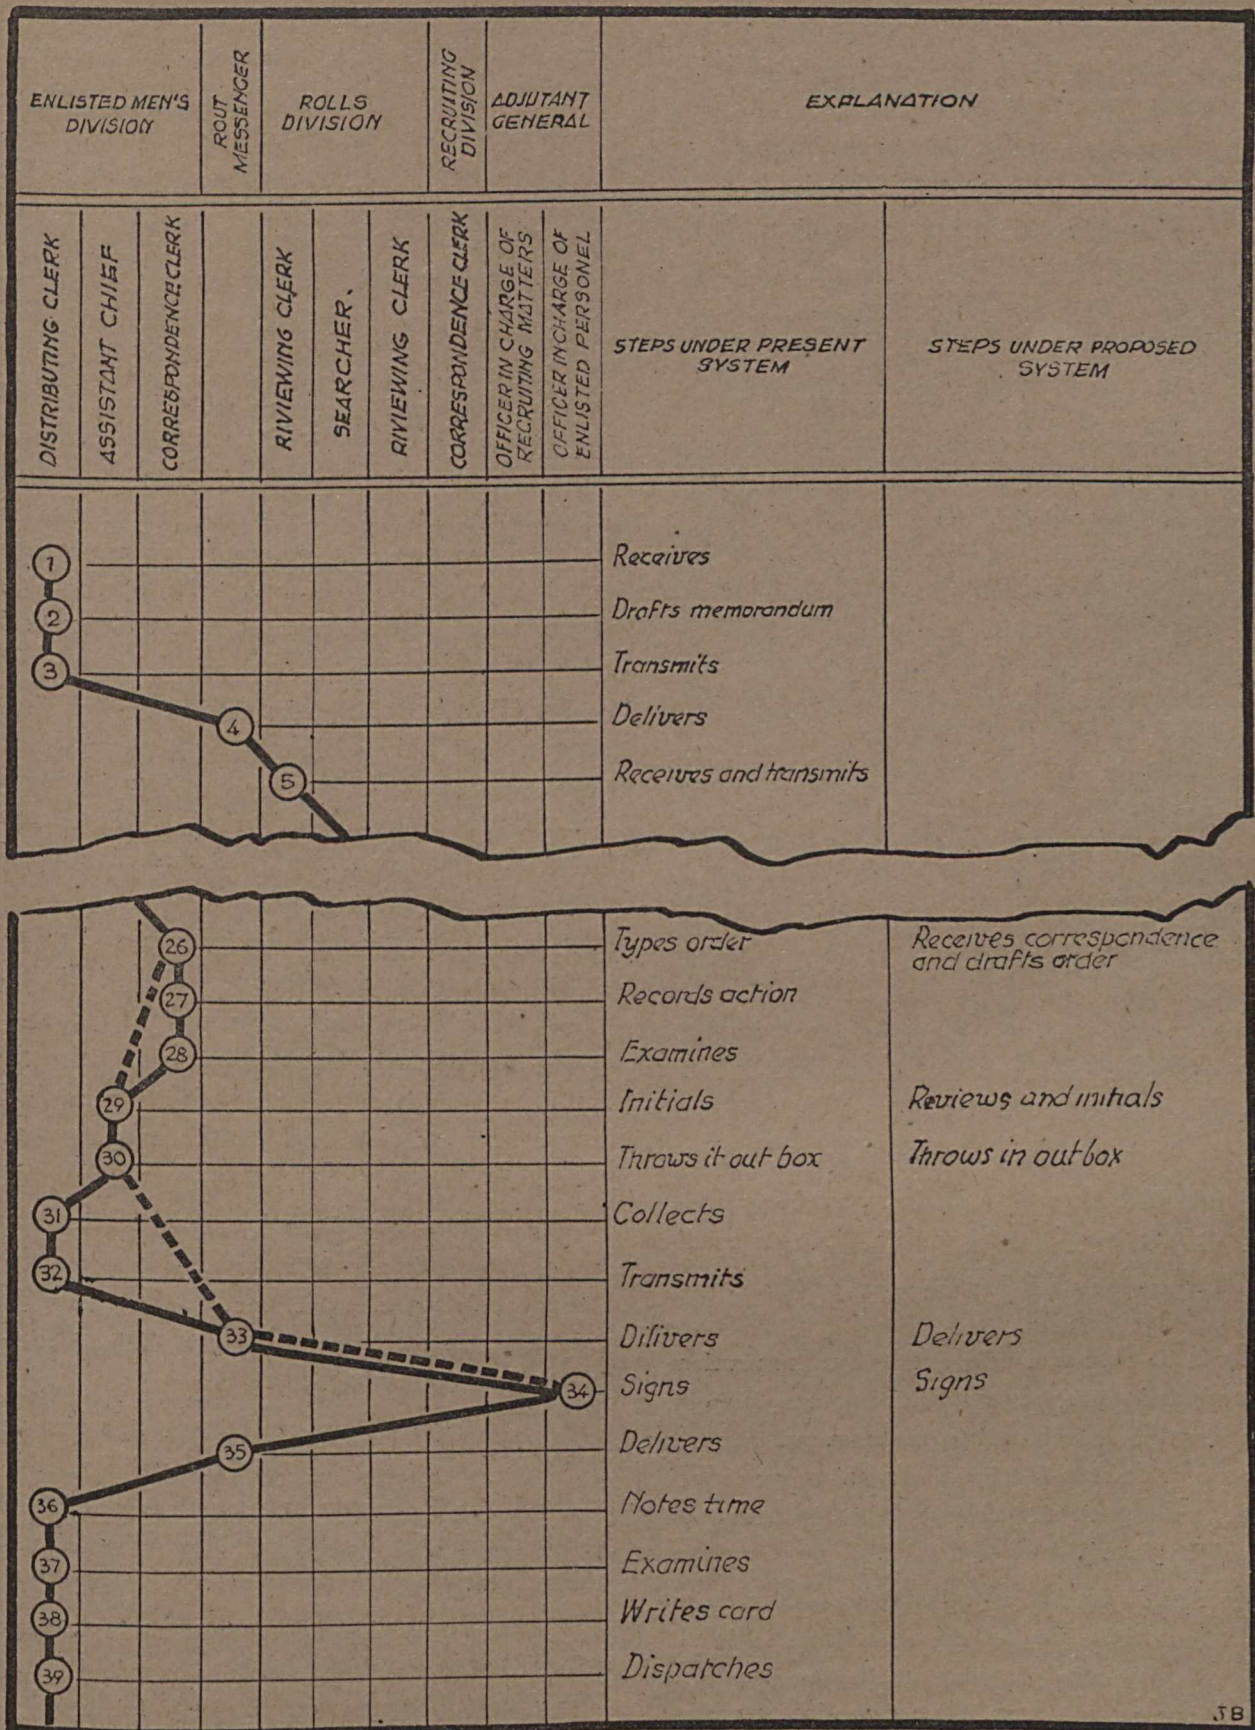 ENLISTED MEN'S
DIVISION
ROUT
MESSENGER
ROLLS
DIVISION
RECRUITING
DIVISION
ADJUTANT
GENERAL
EXPLANATION
DISTRIBUTING CLERK
ASSISTANT CHIEF
CORRESPONDENCE CLERK
RIVIEWING CLERK
SEARCHER.
RIVIEWING CLERK
CORRESPONDENCE CLERK
OFFICER IN CHARGE OF
RECRUITING MATTERS
OFFICER IN CHARGE OF
ENLISTED PERSONEL
STEPS UNDER PRESENT
SYSTEM
STEPS UNDER PROPOSED
SYSTEM
1 Receives
2 Drafts memorandum
3 Transmits
4 Delivers
5 Receives and transmits
26 Types order Receives correspondence
and drafts order
27 Records action
28 Examines
29 Initials Reviews and initials
30 Throws it out box Throws in out box
31 Collects
32 Transmits
33 Dilivers Delivers
34 Signs Signs
35 Delivers
36 Notes time
37 Examines
38 Writes card
39 Dispatches
JB